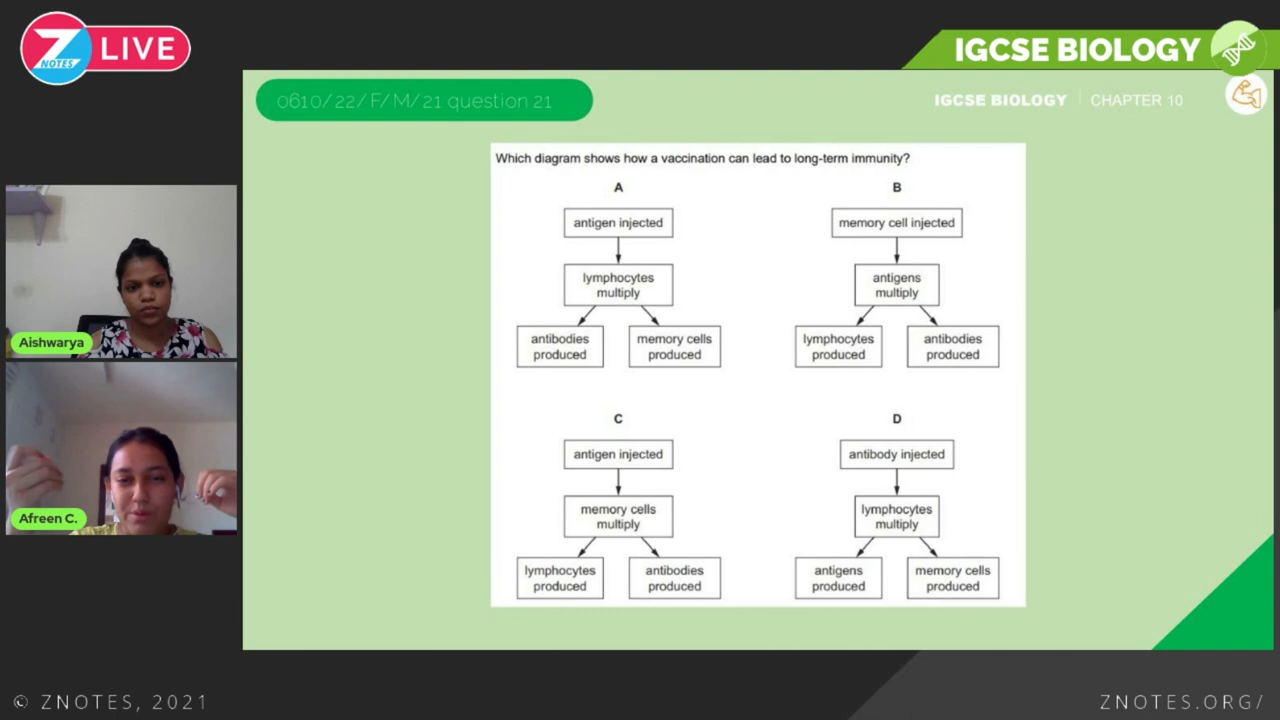 Z
NOTES
LIVE
IGCSE BIOLOGY
0610/22/F/M/21 question 21
IGCSE BIOLOGY | CHAPTER 10
Which diagram shows how a vaccination can lead to long-term immunity?
A
antigen injected
lymphocytes
multiply
antibodies
produced
memory cells
produced
B
memory cell injected
antigens
multiply
lymphocytes
produced
antibodies
produced
C
antigen injected
memory cells
multiply
lymphocytes
produced
antibodies
produced
D
antibody injected
lymphocytes
multiply
antigens
produced
memory cells
produced
Aishwarya
Afreen C.
© ZNOTES, 2021
ZNOTES.ORG/